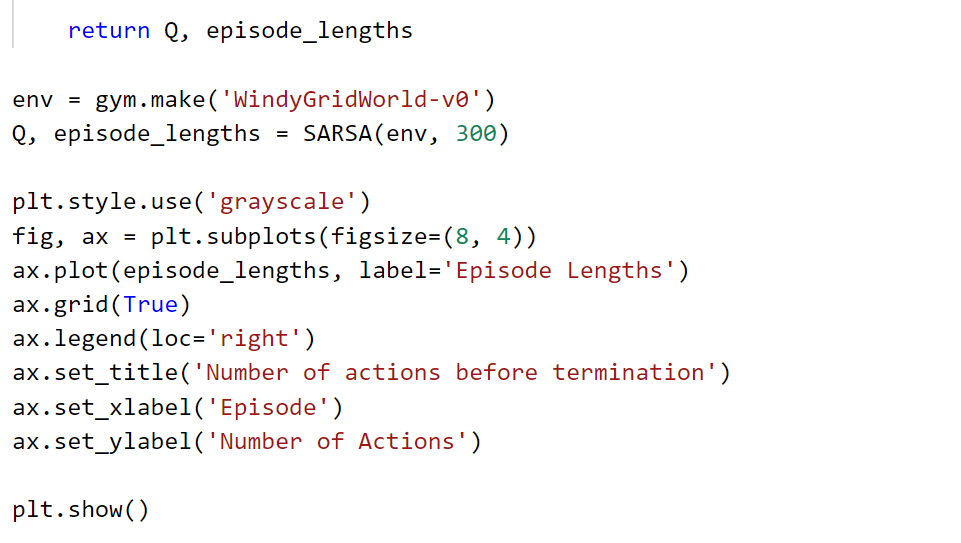 return Q, episode_lengths
env = gym.make('WindyGridWorld-v0')
Q, episode_lengths = SARSA(env, 300)
plt.style.use('grayscale')
fig, ax = plt.subplots(figsize=(8, 4))
ax.plot(episode_lengths, label='Episode Lengths')
ax.grid(True)
ax.legend(loc='right')
ax.set_title('Number of actions before termination')
ax.set_xlabel('Episode')
ax.set_ylabel('Number of Actions')
plt.show()